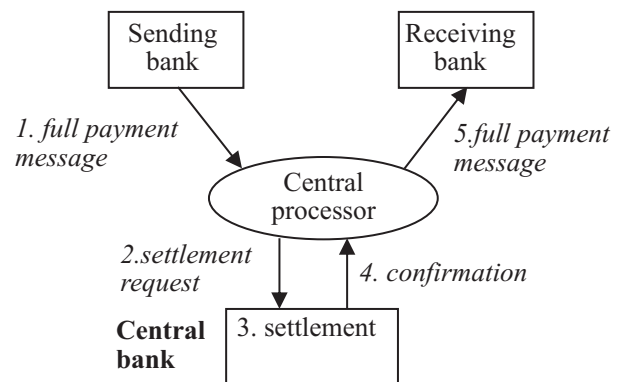 Sending
bank
Receiving
bank
1. full payment
message
5.full payment
message
Central
processor
2.settlement
request
4. confirmation
Central
bank
3. settlement